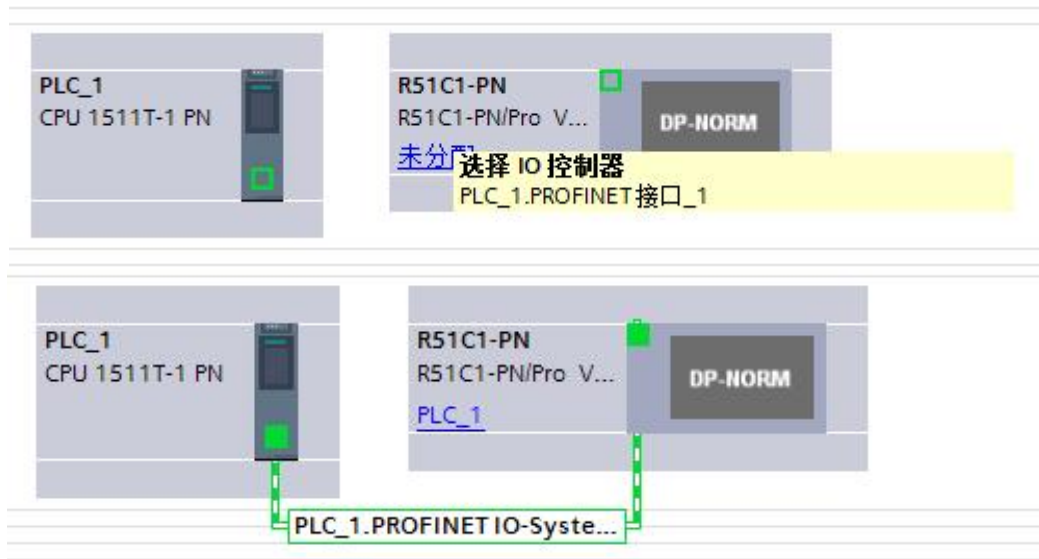 PLC_1
CPU 1511T-1 PN
R51C1-PN
R51C1-PN/Pro V...
DP-NORM
未分
选择 IO 控制器
PLC_1.PROFINET接口_1
PLC_1
CPU 1511T-1 PN
R51C1-PN
R51C1-PN/Pro V...
DP-NORM
PLC_1
PLC_1.PROFINET IO-Syste...